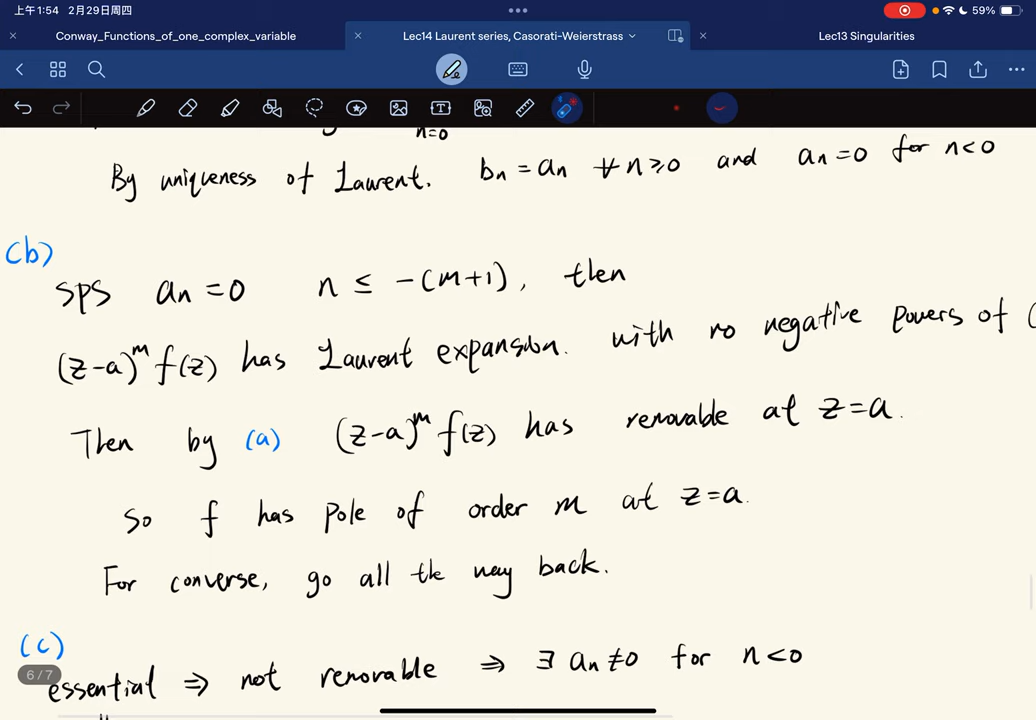 上午1:54 2月29日周四
59%
Conway_Functions_of_one_complex_variable
Lec14 Laurent series, Casorati-Weierstrass
Lec13 Singularities
n=0
By uniqueness of Laurent. bn = an ∀ n ≥ 0 and an = 0 for n < 0
(b)
sps an = 0 n ≤ -(m+1), then
(z-a)^m f(z) has Laurent expansion. with no negative powers of (
Then by (a) (z-a)^m f(z) has removable at z=a.
So f has pole of order m at z=a.
For converse, go all the way back.
(c)
6/7
essential ⇒ not removable ⇒ ∃ an ≠ 0 for n < 0